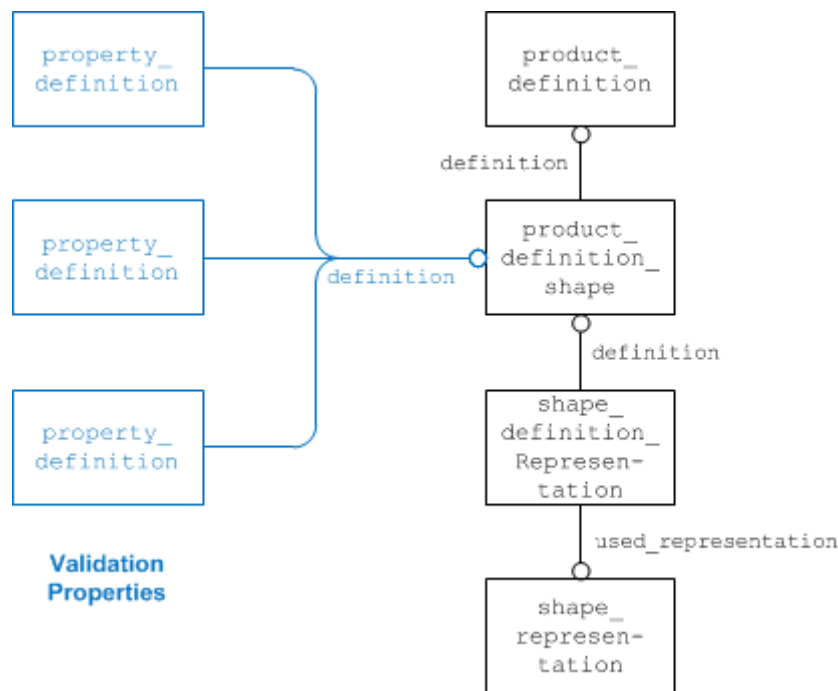 property_
definition
product_
definition
definition
property_
definition
definition
product_
definition_
shape
definition
property_
definition
shape_
definition_
Represen-
tation
used_representation
Validation
Properties
shape_
represen-
tation